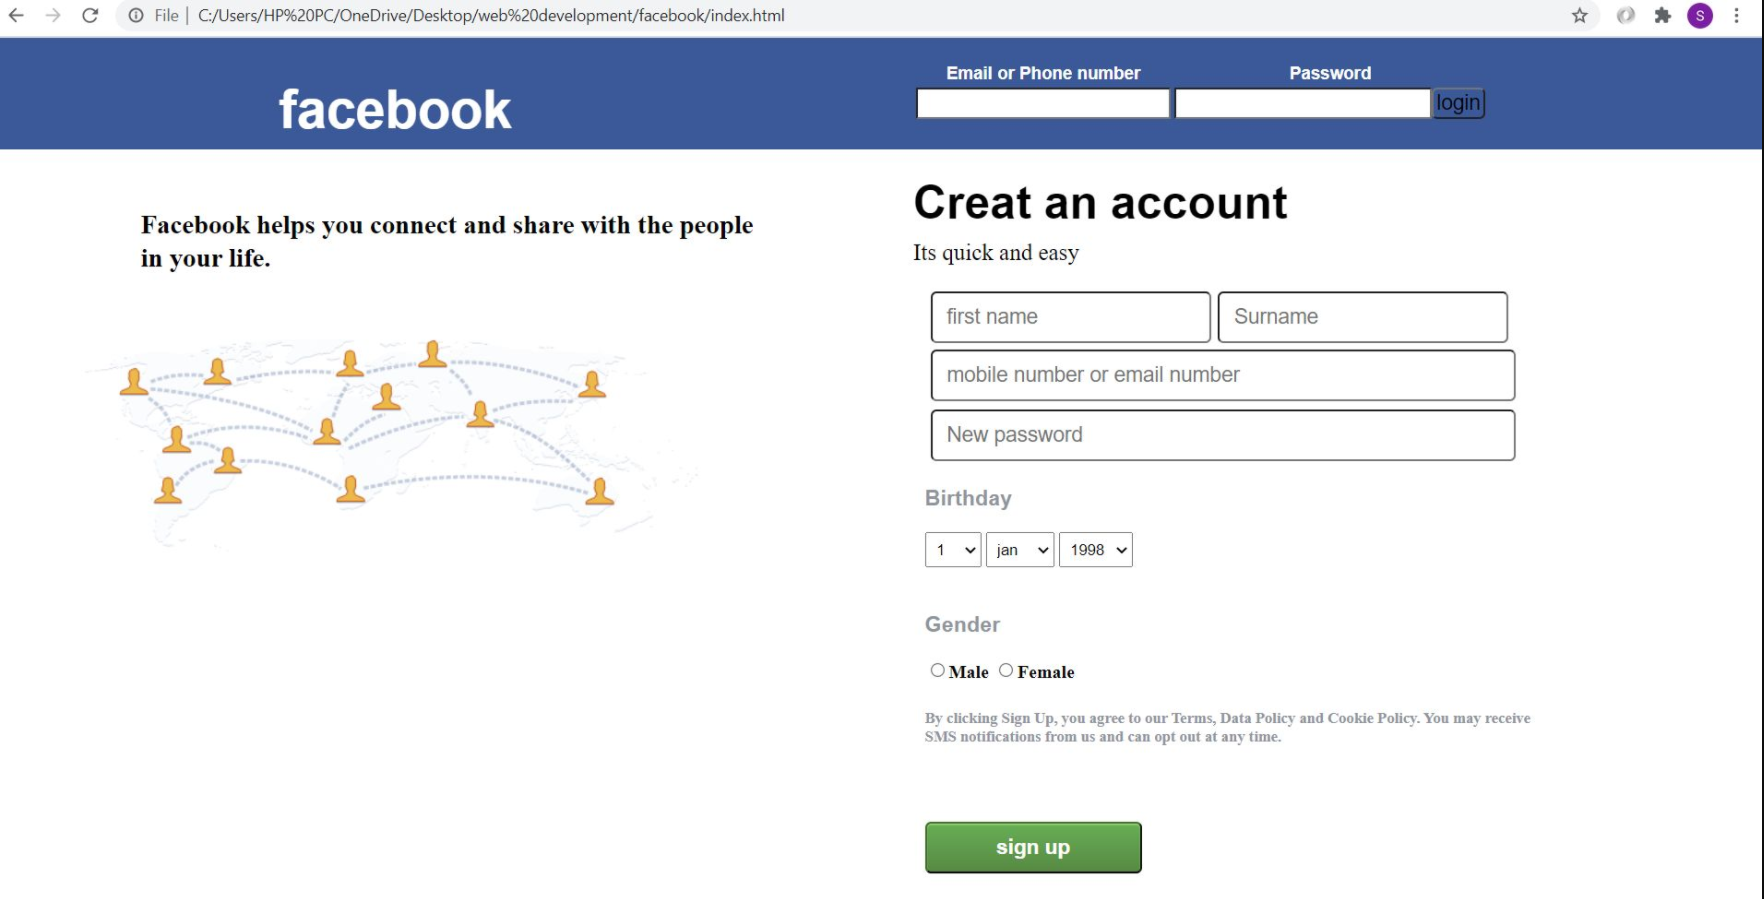 File | C:/Users/HP%20PC/OneDrive/Desktop/web%20development/facebook/index.html
S
Email or Phone number Password
facebook
login
Creat an account
Facebook helps you connect and share with the people
in your life.
Its quick and easy
first name Surname
mobile number or email number
New password
Birthday
1 jan 1998
Gender
Male Female
By clicking Sign Up, you agree to our Terms, Data Policy and Cookie Policy. You may receive
SMS notifications from us and can opt out at any time.
sign up